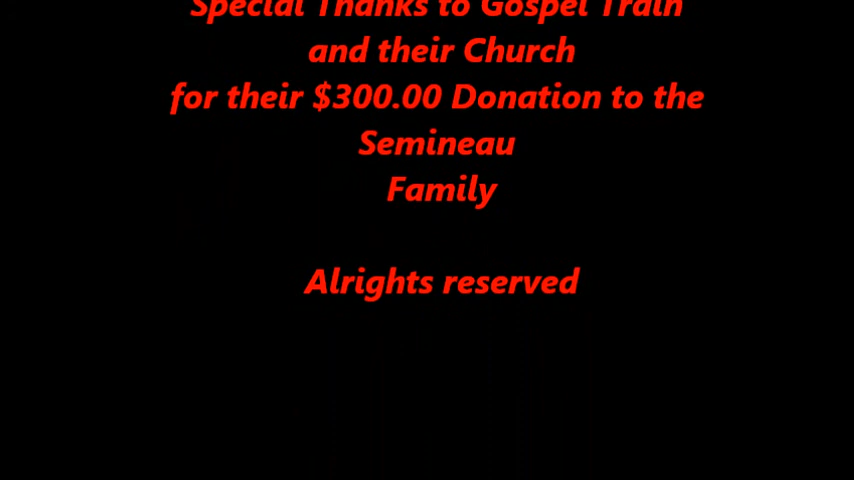 Special Thanks to Gospel Train
and their Church
for their $300.00 Donation to the
Semineau
Family
Alrights reserved